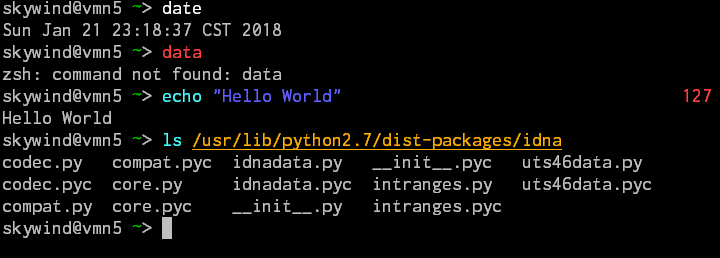 skywind@vmn5 ~> date
Sun Jan 21 23:18:37 CST 2018
skywind@vmn5 ~> data
zsh: command not found: data
skywind@vmn5 ~> echo "Hello World" 127
Hello World
skywind@vmn5 ~> ls /usr/lib/python2.7/dist-packages/idna
codec.py compat.pyc idnadata.py __init__.pyc uts46data.py
codec.pyc core.py idnadata.pyc intranges.py uts46data.pyc
compat.py core.pyc __init__.py intranges.pyc
skywind@vmn5 ~>